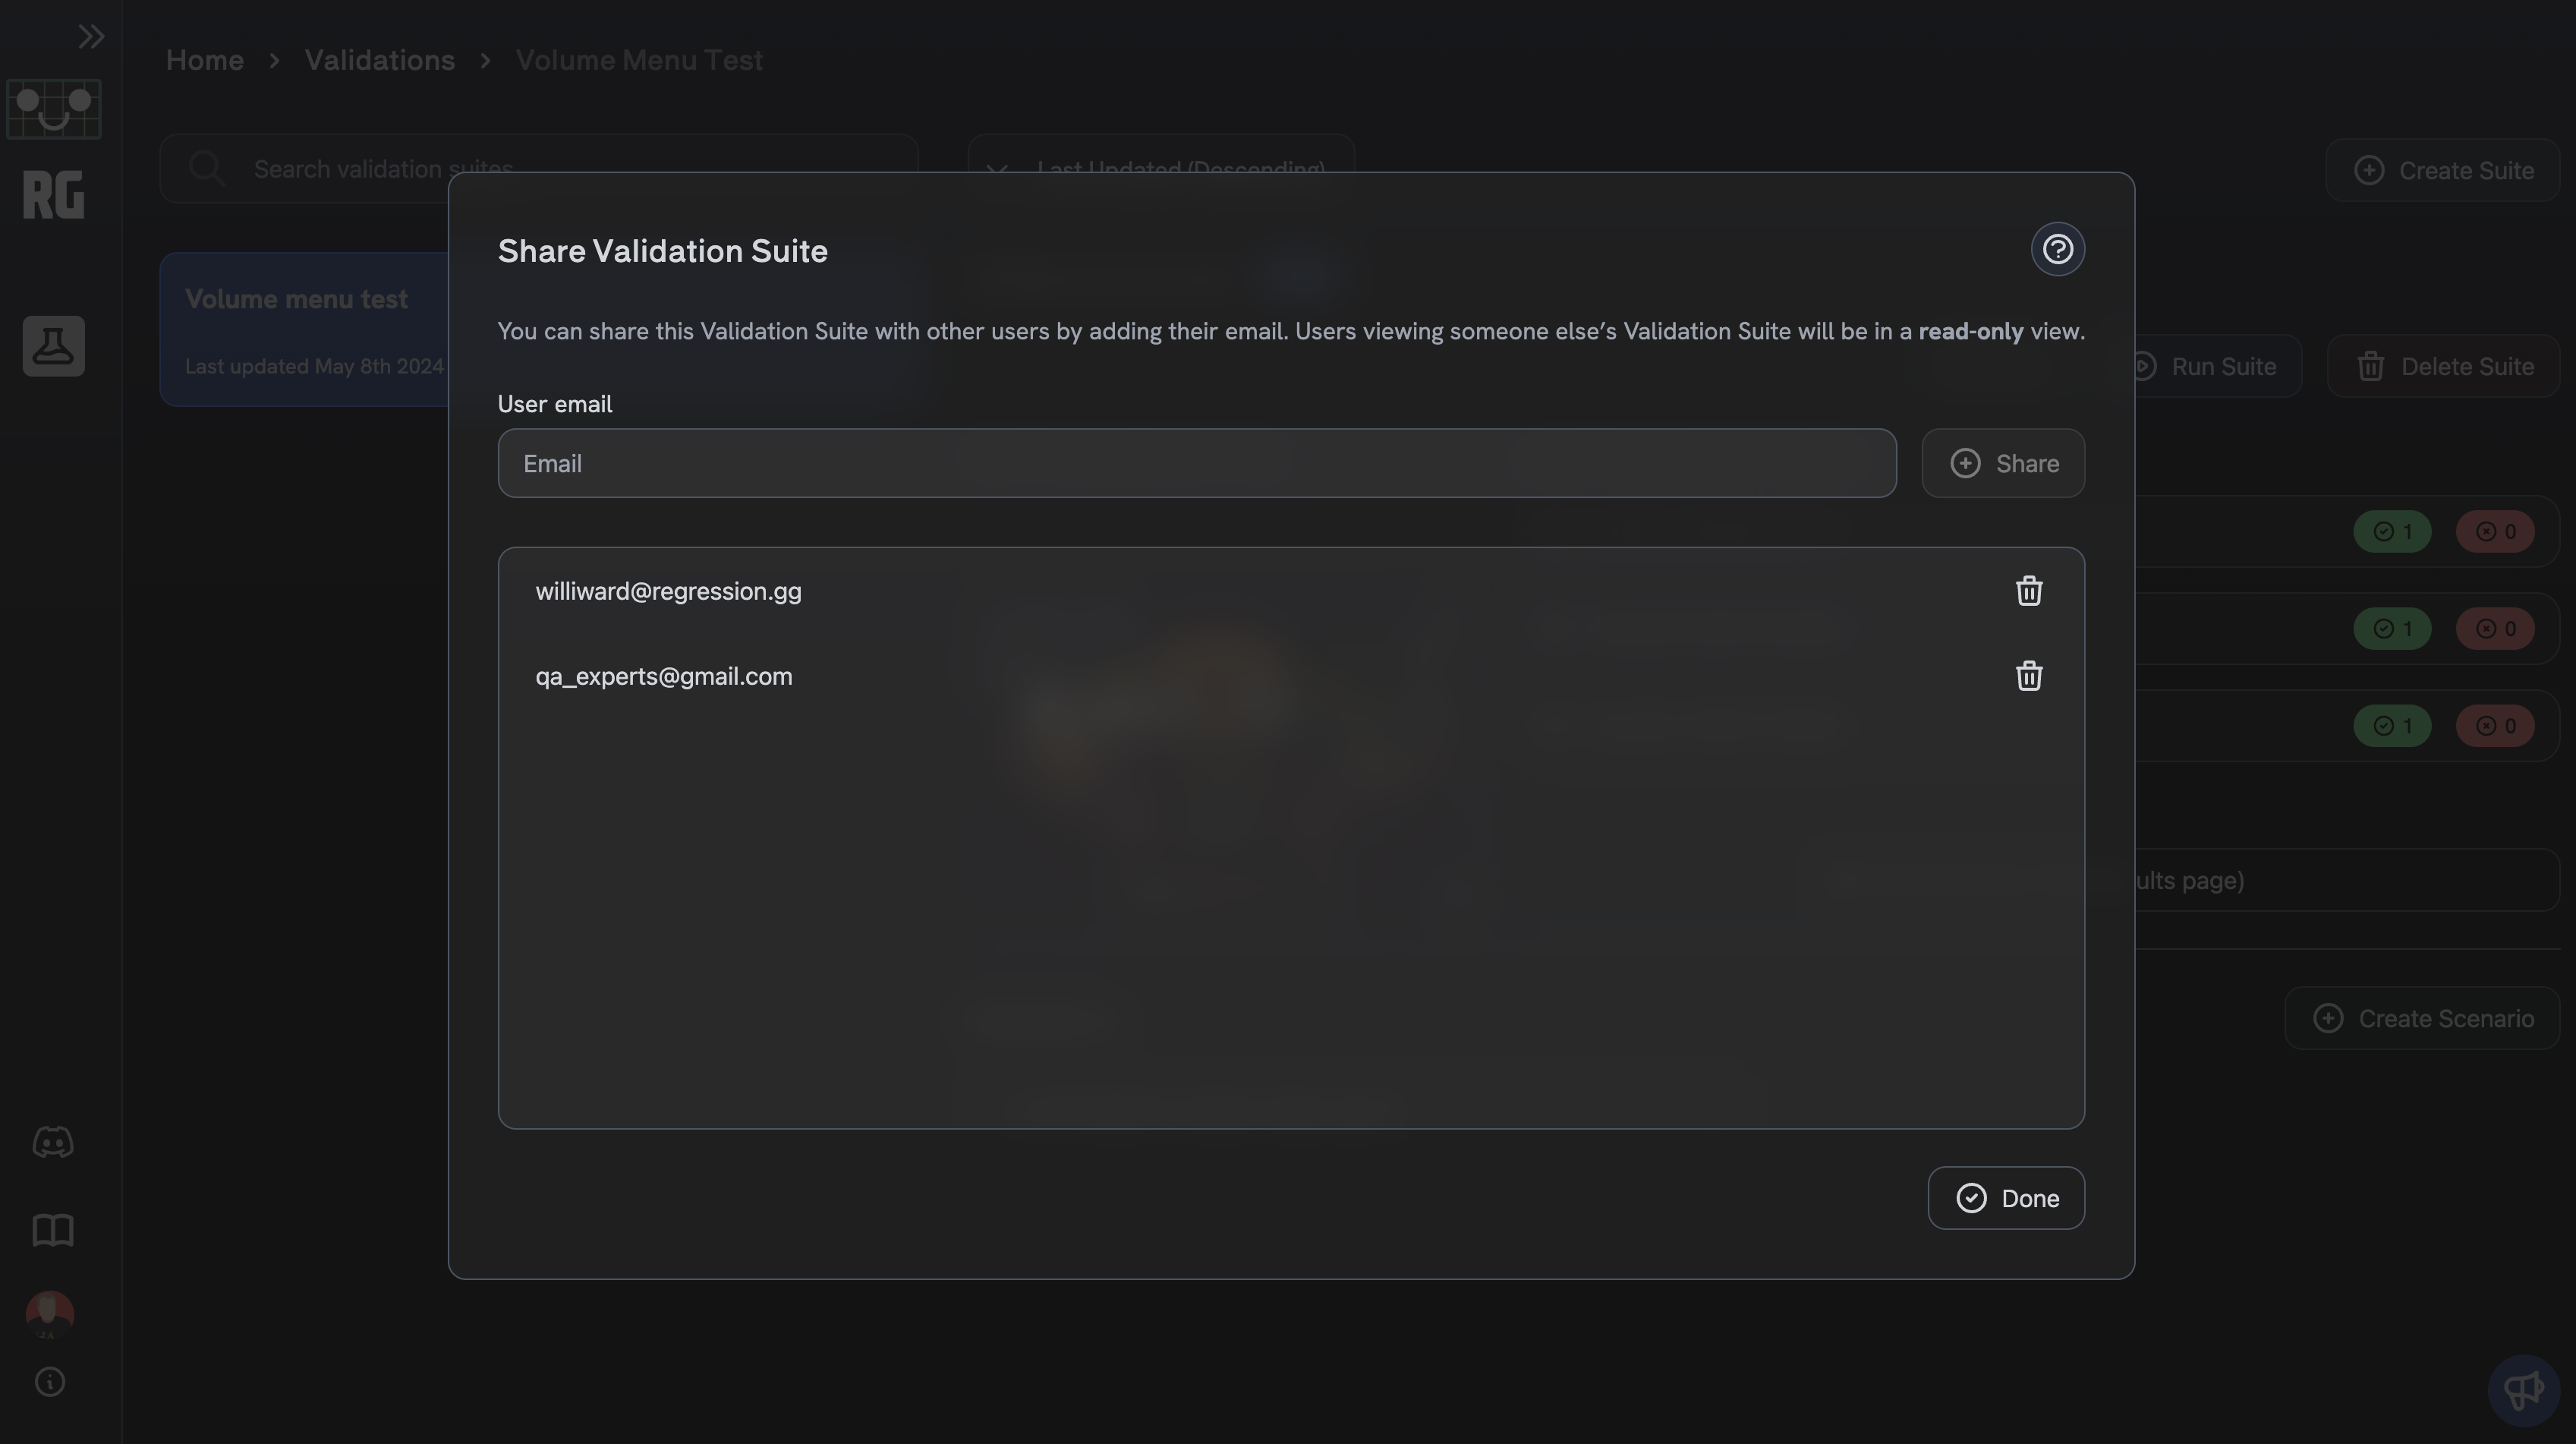 Home > Validations > Volume Menu Test
RG
Search validation suites
Last Updated (Descending)
Create Suite
Volume menu test
Last updated May 8th 2024
Run Suite
Delete Suite
Share Validation Suite
You can share this Validation Suite with other users by adding their email. Users viewing someone else’s Validation Suite will be in a read-only view.
User email
Email
Share
williward@regression.gg
qa_experts@gmail.com
Done
1 0
1 0
1 0
page)
Create Scenario